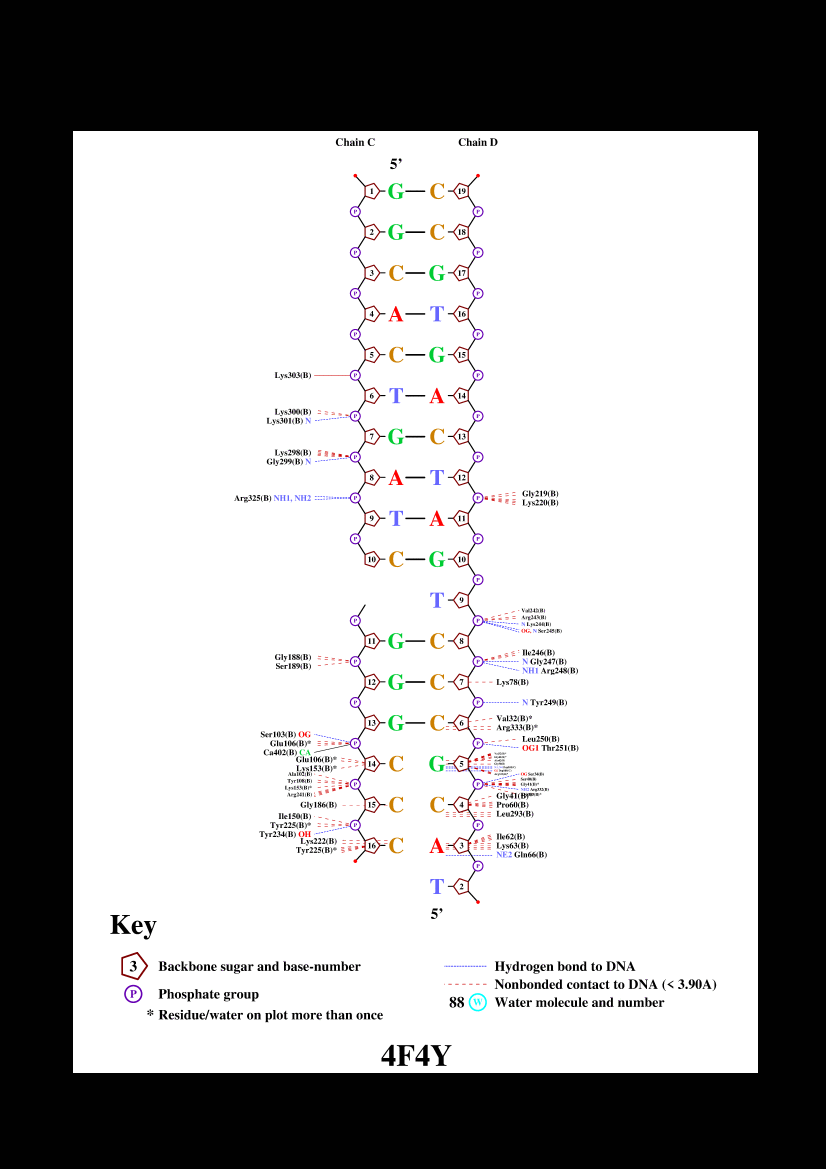 Chain C Chain D
5’
1 G C 19
P P
2 G C 18
P P
3 C G 17
P P
4 A T 16
P P
5 C G 15
Lys303(B) P P
6 T A 14
Lys300(B)
Lys301(B) N P P
7 G C 13
Lys298(B)
Gly299(B) N P P
8 A T 12
Arg325(B) NH1, NH2 P P Gly219(B)
Lys220(B)
9 T A 11
P P
10 C G 10
P
T 9
Val242(B)
P P Arg243(B)
N Lys244(B)
OG, N Ser245(B)
11 G C 8
Ile246(B)
Gly188(B) P P N Gly247(B)
Ser189(B) NH1 Arg248(B)
12 G C 7 Lys78(B)
P P N Tyr249(B)
13 G C 6 Val32(B)*
Arg333(B)*
Ser103(B) OG
Glu106(B)* P P Leu250(B)
Ca402(B) CA OG1 Thr251(B)
Glu106(B)*
14 C G 5
Lys153(B)*
Ala102(B) OG Ser34(B)
Tyr108(B)
Lys153(B)* P P
Arg241(B)
Gly186(B) 15 C C 4 Gly41(B)*
Pro60(B)
Leu293(B)
Ile150(B)
Tyr225(B)* P P
Tyr234(B) OH
Lys222(B) Ile62(B)
Tyr225(B)* 16 C A 3 Lys63(B)
NE2 Gln66(B)
P
T 2
5’
Key
3 Backbone sugar and base-number
P Phosphate group
* Residue/water on plot more than once
Hydrogen bond to DNA
Nonbonded contact to DNA (< 3.90A)
88 W Water molecule and number
4F4Y